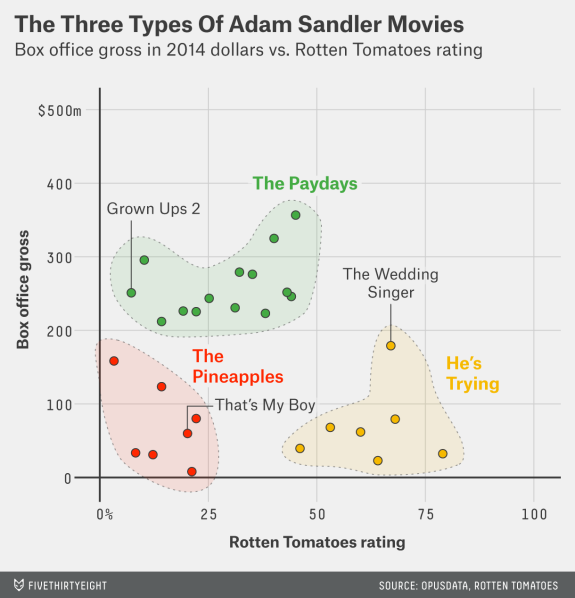 The Three Types Of Adam Sandler Movies
Box office gross in 2014 dollars vs. Rotten Tomatoes rating
$500m
400
300
200
100
0
Box office gross
The Paydays
Grown Ups 2
The Wedding
Singer
The
Pineapples
He's
Trying
That's My Boy
0%
25
50
75
100
Rotten Tomatoes rating
FIVETHIRTYEIGHT
SOURCE: OPUSDATA, ROTTEN TOMATOES